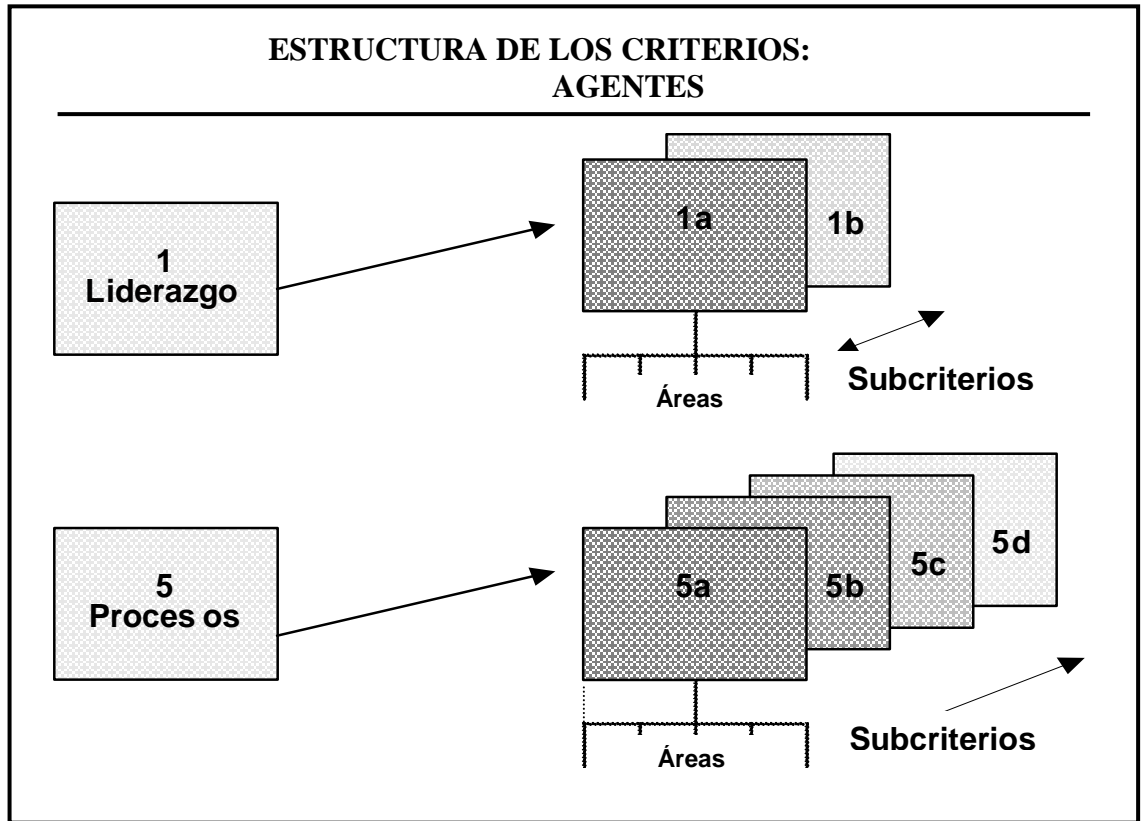 ESTRUCTURA DE LOS CRITERIOS:
AGENTES
1
Liderazgo
1a
1b
Áreas
Subcriterios
5
Proces os
5a
5b
5c
5d
Áreas
Subcriterios